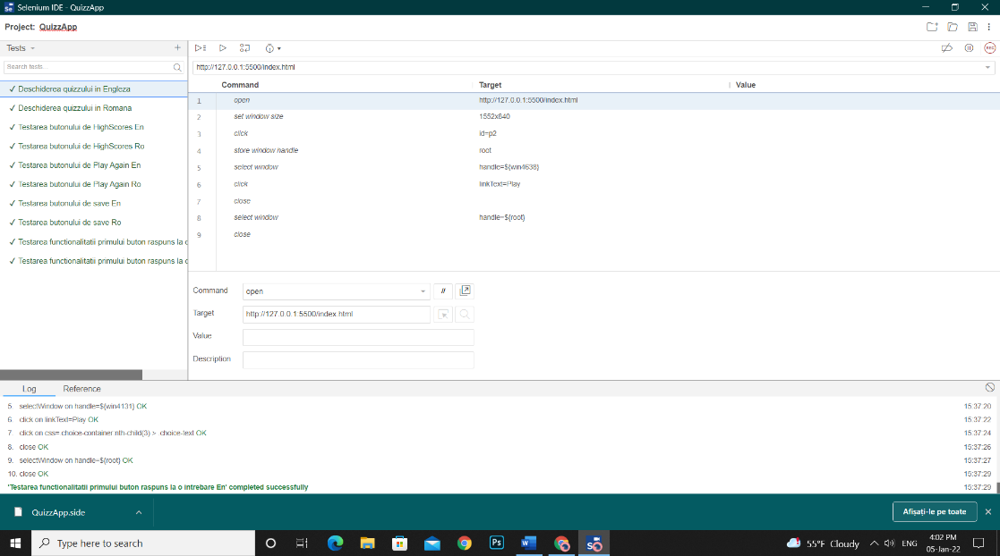 Selenium IDE - QuizzApp
Project: QuizzApp
Tests
Search tests...
✓ Deschiderea quizzului in Engleza
✓ Deschiderea quizzului in Romana
✓ Testarea butonului de HighScores En
✓ Testarea butonului de HighScores Ro
✓ Testarea butonului de Play Again En
✓ Testarea butonului de Play Again Ro
✓ Testarea butonului de save En
✓ Testarea butonului de save Ro
✓ Testarea functionalitatii primului buton raspuns la
✓ Testarea functionalitatii primului buton raspuns la
REC
http://127.0.0.1:5500/index.html
Command Target Value
1 open http://127.0.0.1:5500/index.html
2 set window size 1552x840
3 click id=p2
4 store window handle root
5 select window handle=${win4638}
6 click linkText=Play
7 close
8 select window handle=${root}
9 close
Command open //
Target http://127.0.0.1:5500/index.html
Value
Description
Log Reference
5. selectWindow on handle=${win4131} OK 15:37:20
6. click on linkText=Play OK 15:37:22
7. click on css=.choice-container:nth-child(3) > .choice-text OK 15:37:24
8. close OK 15:37:26
9. selectWindow on handle=${root} OK 15:37:27
10. close OK 15:37:29
'Testarea functionalitatii primului buton raspuns la o intrebare En' completed successfully 15:37:29
QuizzApp.side
Afișați-le pe toate
Type here to search
Ps
55°F Cloudy
ENG
4:02 PM
05-Jan-22